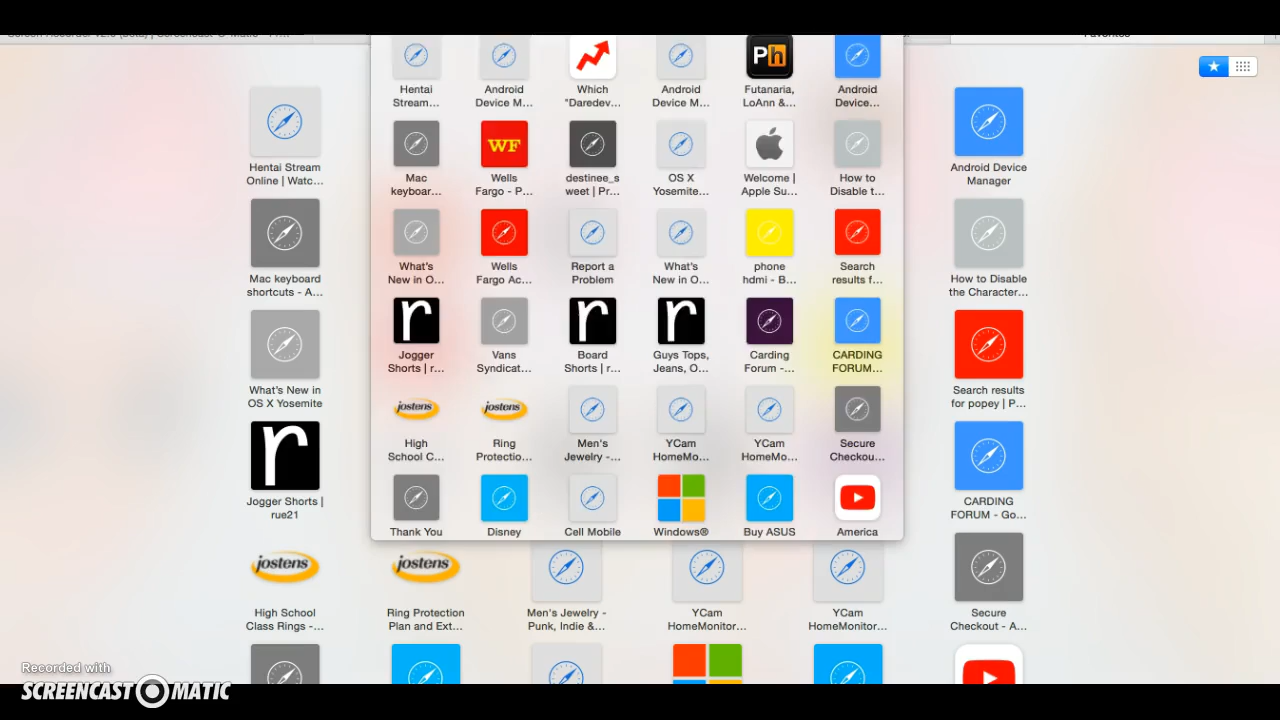 Hentai Stream...
Android Device M...
Which "Daredev...
Android Device M...
Ph
Futanaria, LoAnn &...
Android Device...
Mac keyboar...
WF
Wells Fargo - P...
destinee_s weet | Pr...
OS X Yosemite...
Welcome | Apple Su...
How to Disable t...
What's New in O...
Wells Fargo Ac...
Report a Problem
What's New in O...
phone hdmi - B...
Search results f...
r
Jogger Shorts | r...
Vans Syndicat...
r
Board Shorts | r...
r
Guys Tops, Jeans, O...
Carding Forum -...
CARDING FORUM...
jostens
High School C...
jostens
Ring Protectio...
Men's Jewelry -...
YCam HomeMo...
YCam HomeMo...
Secure Checkou...
Thank You
Disney
Cell Mobile
Windows®
Buy ASUS
America
Hentai Stream
Online | Watc...
Mac keyboard
shortcuts - A...
What's New in
OS X Yosemite
r
Jogger Shorts |
rue21
jostens
High School
Class Rings -...
jostens
Ring Protection
Plan and Ext...
Men's Jewelry -
Punk, Indie &...
YCam
HomeMonitor...
YCam
HomeMonitor...
Android Device
Manager
How to Disable
the Character...
Search results
for popey | P...
CARDING
FORUM - Go...
Secure
Checkout - A...
Recorded with
SCREENCAST MATIC